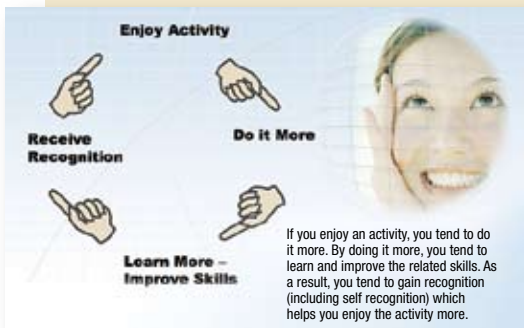 Enjoy Activity
Do it More
Learn More –
Improve Skills
Receive
Recognition
If you enjoy an activity, you tend to do
it more. By doing it more, you tend to
learn and improve the related skills. As
a result, you tend to gain recognition
(including self recognition) which
helps you enjoy the activity more.